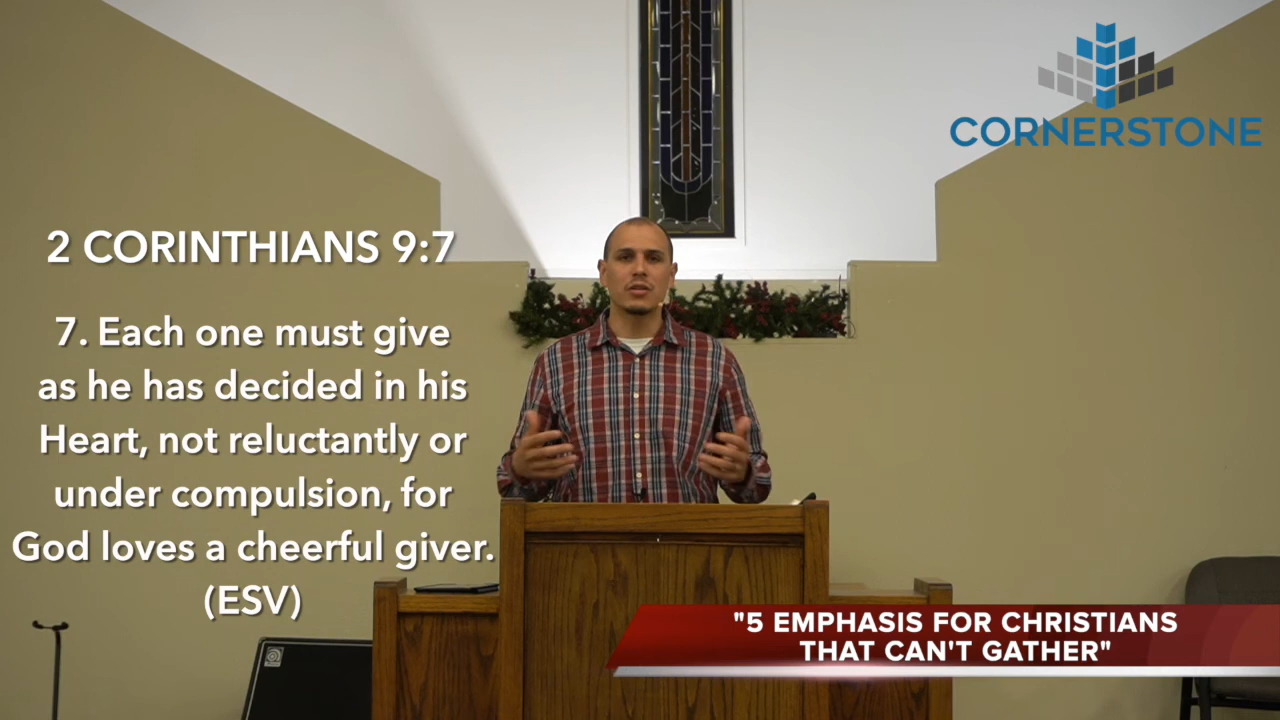 CORNERSTONE
2 CORINTHIANS 9:7
7. Each one must give
as he has decided in his
Heart, not reluctantly or
under compulsion, for
God loves a cheerful giver.
(ESV)
"5 EMPHASIS FOR CHRISTIANS
THAT CAN'T GATHER"